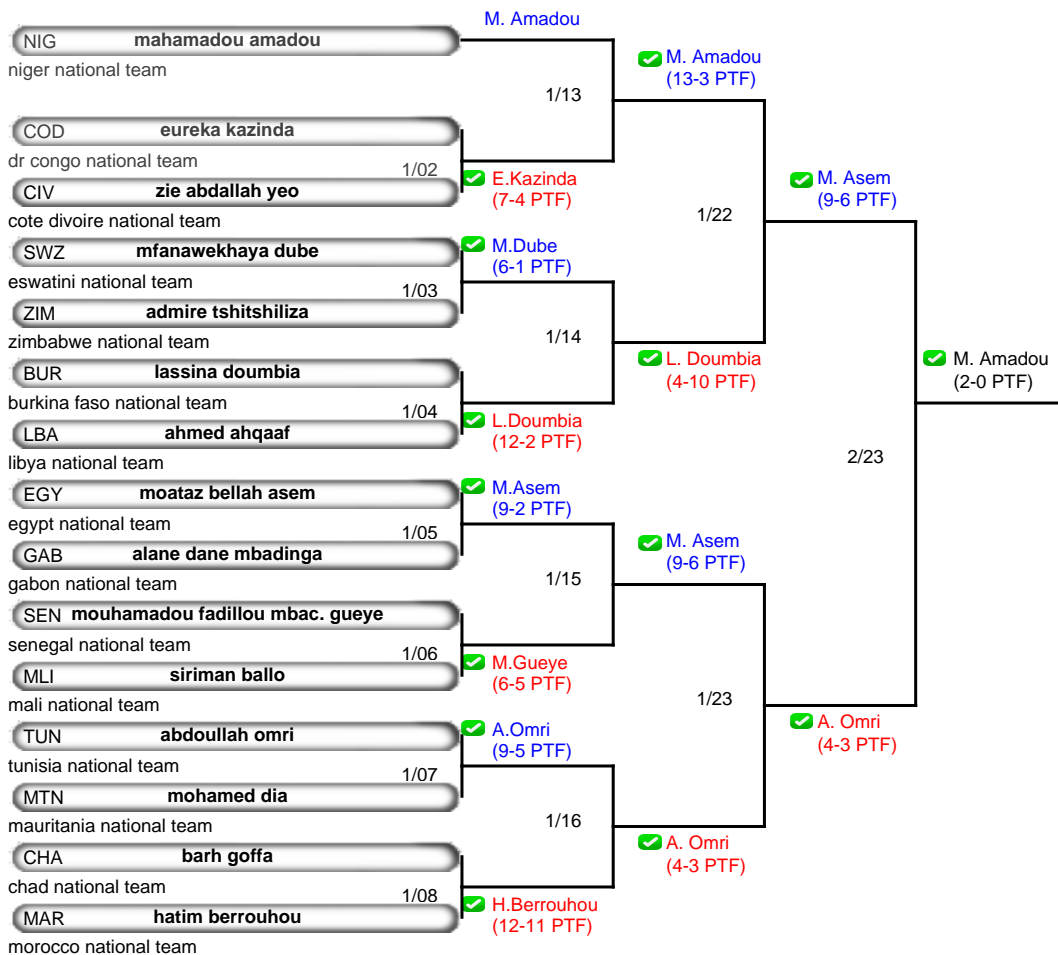 M. Amadou
NIG mahamadou amadou
niger national team
M. Amadou
(13-3 PTF)
1/13
COD eureka kazinda
dr congo national team
1/02
CIV zie abdallah yeo
cote divoire national team
E.Kazinda
(7-4 PTF)
M. Asem
(9-6 PTF)
1/22
SWZ mfanawekhaya dube
eswatini national team
M.Dube
(6-1 PTF)
1/03
ZIM admire tshitshiliza
zimbabwe national team
1/14
BUR lassina doumbia
burkina faso national team
L. Doumbia
(4-10 PTF)
M. Amadou
(2-0 PTF)
1/04
LBA ahmed ahqaaf
libya national team
L.Doumbia
(12-2 PTF)
2/23
EGY moataz bellah asem
egypt national team
M.Asem
(9-2 PTF)
1/05
GAB alane dane mbadinga
gabon national team
M. Asem
(9-6 PTF)
1/15
SEN mouhamadou fadillou mbac. gueye
senegal national team
1/06
MLI siriman ballo
mali national team
M.Gueye
(6-5 PTF)
1/23
TUN abdoullah omri
tunisia national team
A.Omri
(9-5 PTF)
A. Omri
(4-3 PTF)
1/07
MTN mohamed dia
mauritania national team
1/16
CHA barh goffa
chad national team
A. Omri
(4-3 PTF)
1/08
MAR hatim berrouhou
morocco national team
H.Berrouhou
(12-11 PTF)